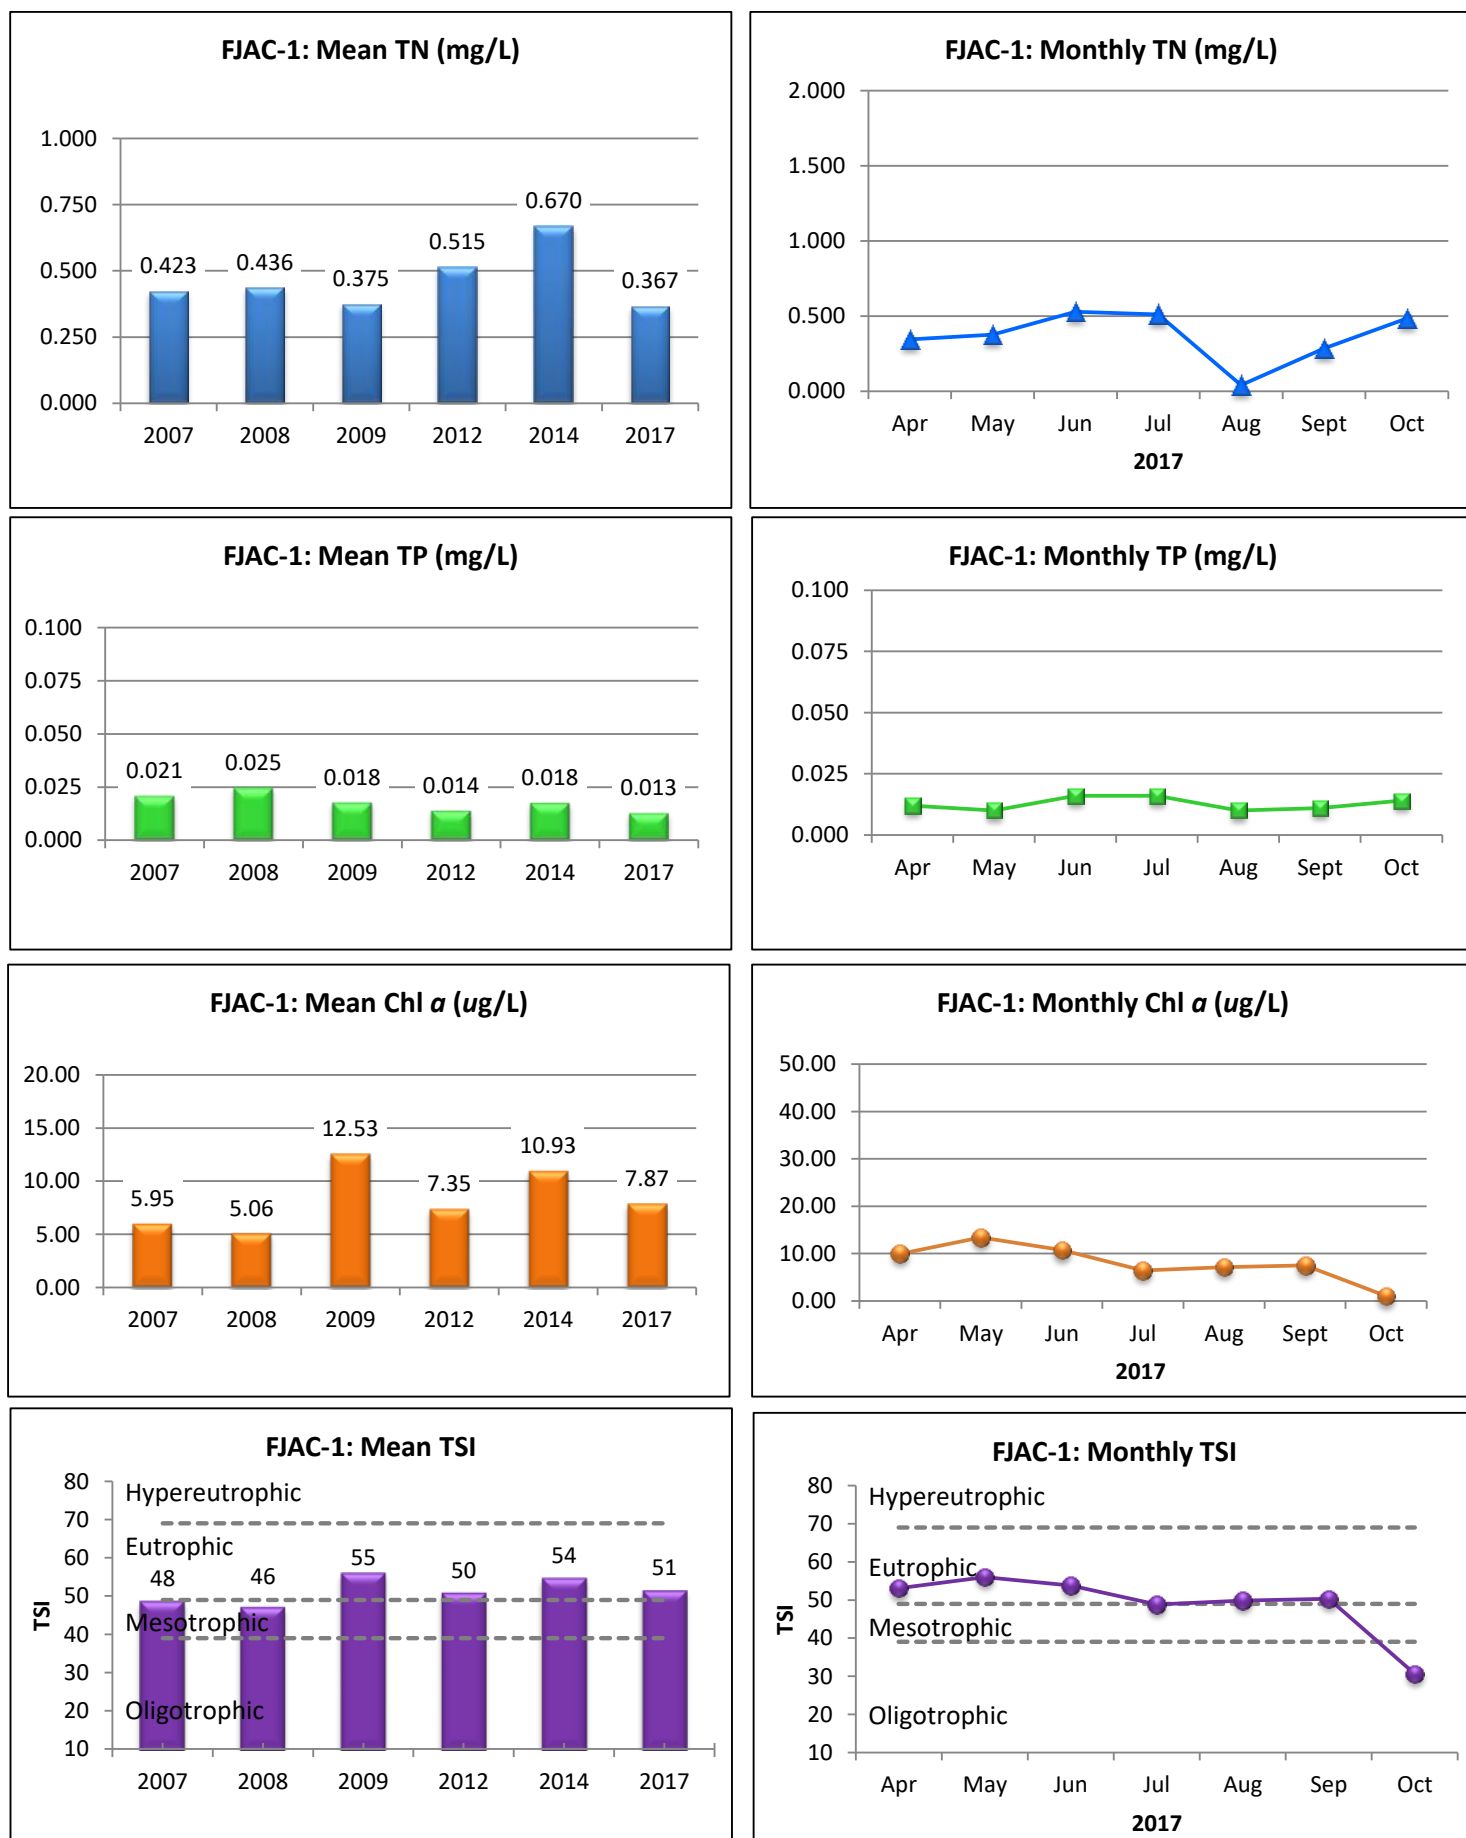 FJAC-1: Mean TN (mg/L)
1.000
0.750
0.500
0.250
0.000
0.423
0.436
0.375
0.515
0.670
0.367
2007 2008 2009 2012 2014 2017
FJAC-1: Monthly TN (mg/L)
2.000
1.500
1.000
0.500
0.000
Apr May Jun Jul Aug Sept Oct
2017
FJAC-1: Mean TP (mg/L)
0.100
0.075
0.050
0.025
0.000
0.021
0.025
0.018
0.014
0.018
0.013
2007 2008 2009 2012 2014 2017
FJAC-1: Monthly TP (mg/L)
0.100
0.075
0.050
0.025
0.000
Apr May Jun Jul Aug Sept Oct
FJAC-1: Mean Chl a (ug/L)
20.00
15.00
10.00
5.00
0.00
5.95
5.06
12.53
7.35
10.93
7.87
2007 2008 2009 2012 2014 2017
FJAC-1: Monthly Chl a (ug/L)
50.00
40.00
30.00
20.00
10.00
0.00
Apr May Jun Jul Aug Sept Oct
2017
FJAC-1: Mean TSI
TSI
80
70
60
50
40
30
20
10
Hypereutrophic
Eutrophic
Mesotrophic
Oligotrophic
48
46
55
50
54
51
2007 2008 2009 2012 2014 2017
FJAC-1: Monthly TSI
TSI
80
70
60
50
40
30
20
10
Hypereutrophic
Eutrophic
Mesotrophic
Oligotrophic
Apr May Jun Jul Aug Sep Oct
2017